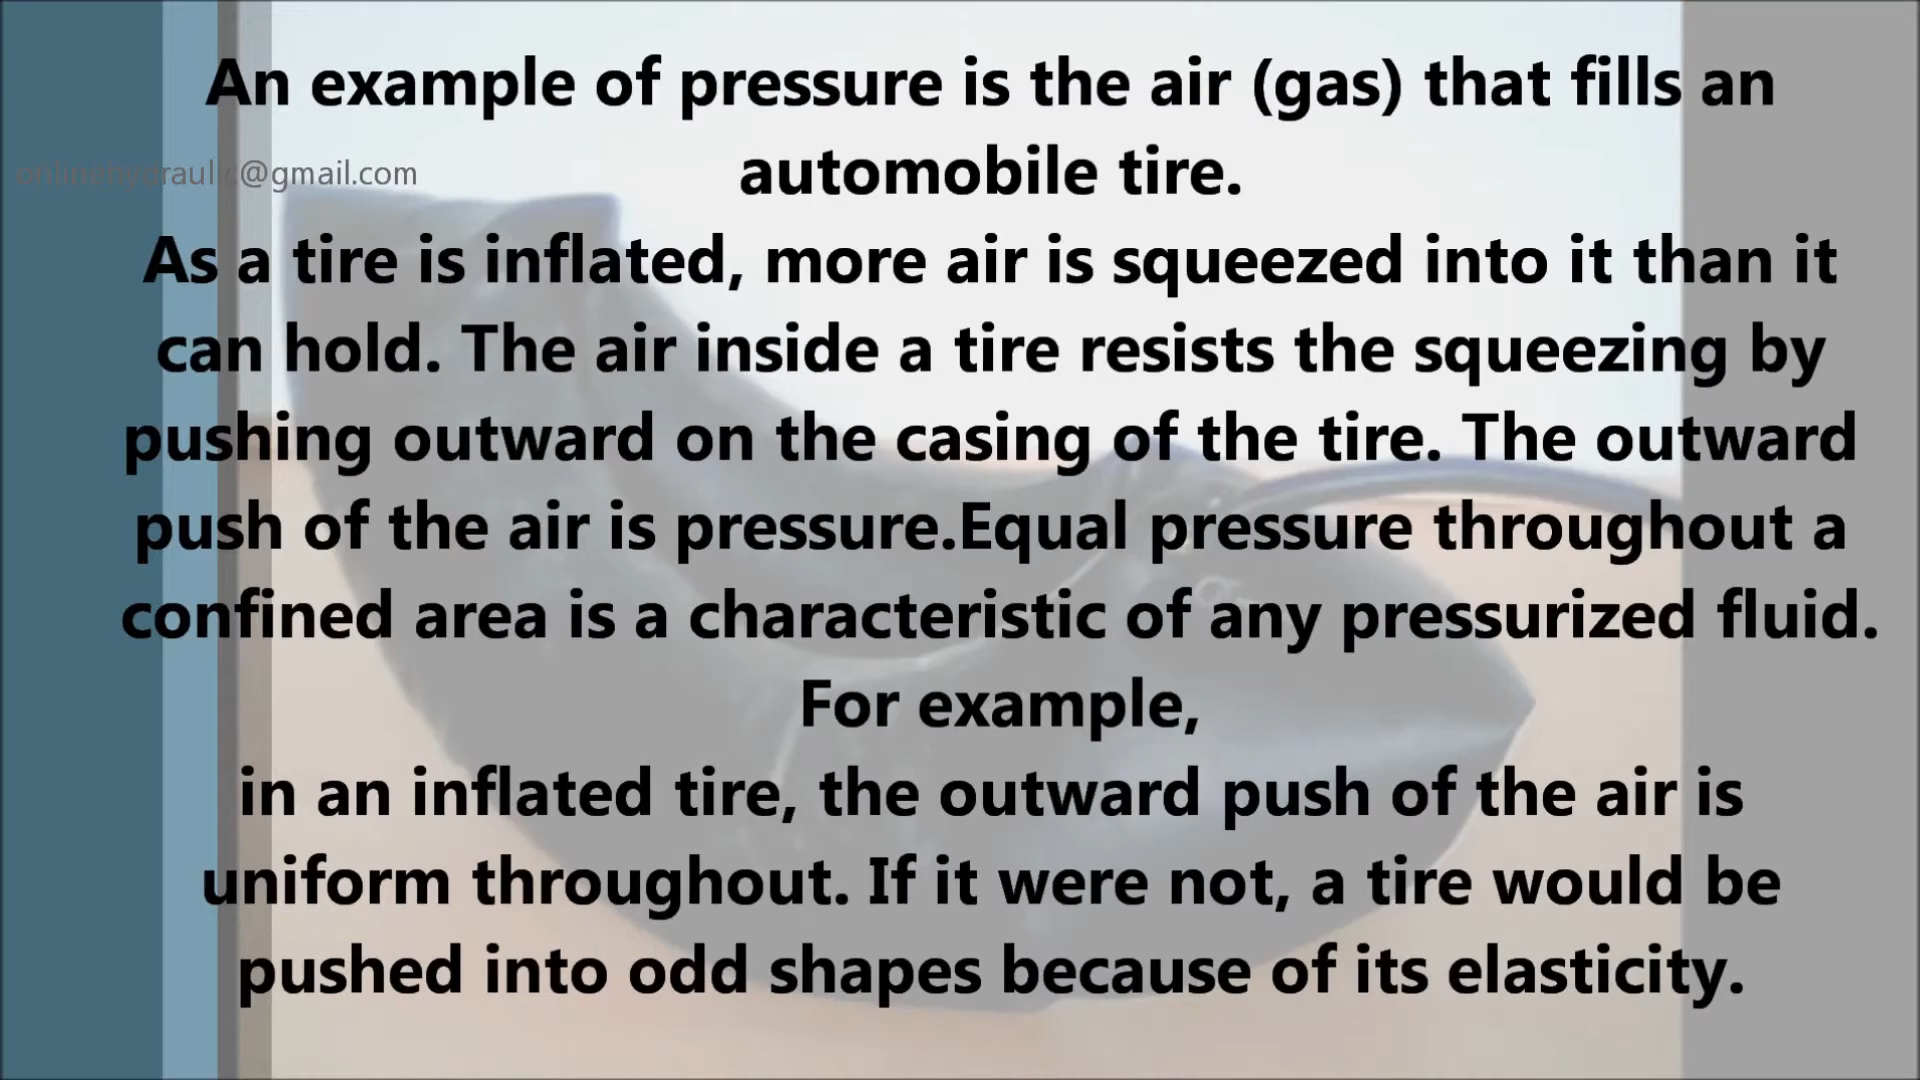 An example of pressure is the air (gas) that fills an
automobile tire.
onlinehydraulic@gmail.com
As a tire is inflated, more air is squeezed into it than it
can hold. The air inside a tire resists the squeezing by
pushing outward on the casing of the tire. The outward
push of the air is pressure.Equal pressure throughout a
confined area is a characteristic of any pressurized fluid.
For example,
in an inflated tire, the outward push of the air is
uniform throughout. If it were not, a tire would be
pushed into odd shapes because of its elasticity.